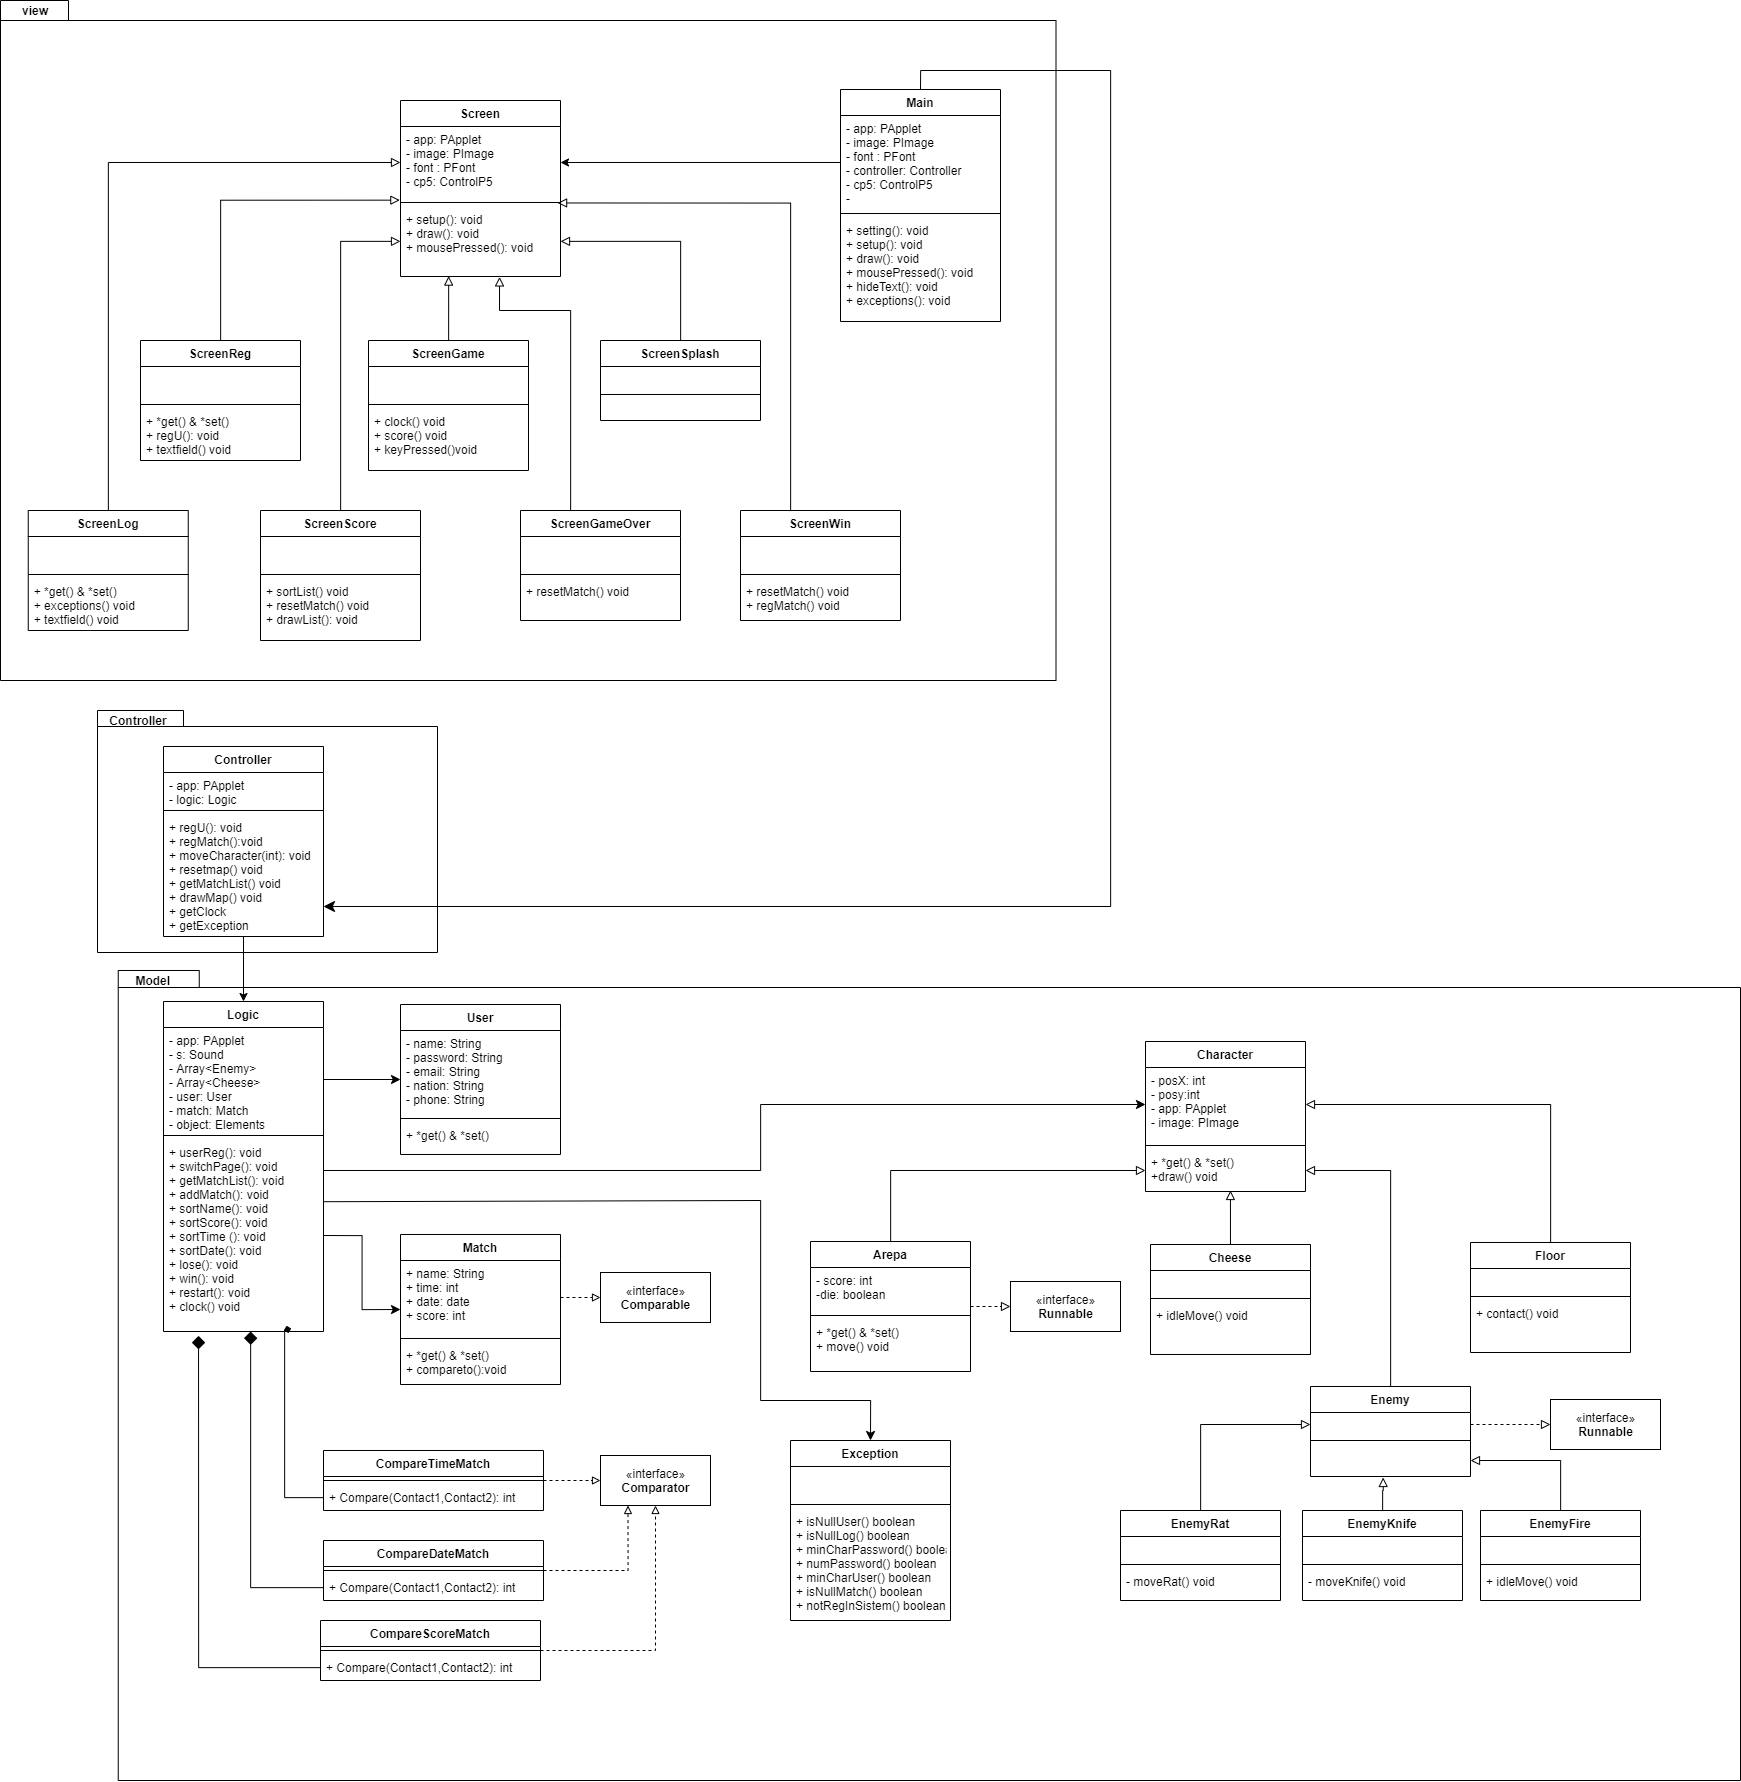 view
Screen
- app: PApplet
- image: PImage
- font : PFont
- cp5: ControlP5
+ setup(): void
+ draw(): void
+ mousePressed(): void
Main
- app: PApplet
- image: PImage
- font : PFont
- controller: Controller
- cp5: ControlP5
-
+ setting(): void
+ setup(): void
+ draw(): void
+ mousePressed(): void
+ hideText(): void
+ exceptions(): void
ScreenReg
+ *get() & *set()
+ regU(): void
+ textfield() void
ScreenGame
+ clock() void
+ score() void
+ keyPressed()void
ScreenSplash
ScreenLog
+ *get() & *set()
+ exceptions() void
+ textfield() void
ScreenScore
+ sortList() void
+ resetMatch() void
+ drawList(): void
ScreenGameOver
+ resetMatch() void
ScreenWin
+ resetMatch() void
+ regMatch() void
Controller
Controller
- app: PApplet
- logic: Logic
+ regU(): void
+ regMatch():void
+ moveCharacter(int): void
+ resetmap() void
+ getMatchList() void
+ drawMap() void
+ getClock
+ getException
Model
Logic
- app: PApplet
- s: Sound
- Array<Enemy>
- Array<Cheese>
- user: User
- match: Match
- object: Elements
+ userReg(): void
+ switchPage(): void
+ getMatchList(): void
+ addMatch(): void
+ sortName(): void
+ sortScore(): void
+ sortTime (): void
+ sortDate(): void
+ lose(): void
+ win(): void
+ restart(): void
+ clock() void
User
- name: String
- password: String
- email: String
- nation: String
- phone: String
+ *get() & *set()
Character
- posX: int
- posy:int
- app: PApplet
- image: PImage
+ *get() & *set()
+draw() void
Match
+ name: String
+ time: int
+ date: date
+ score: int
+ *get() & *set()
+ compareto():void
«interface»
Comparable
Arepa
- score: int
-die: boolean
+ *get() & *set()
+ move() void
«interface»
Runnable
Cheese
+ idleMove() void
Floor
+ contact() void
Enemy
«interface»
Runnable
CompareTimeMatch
+ Compare(Contact1,Contact2): int
«interface»
Comparator
CompareDateMatch
+ Compare(Contact1,Contact2): int
CompareScoreMatch
+ Compare(Contact1,Contact2): int
Exception
+ isNullUser() boolean
+ isNullLog() boolean
+ minCharPassword() boole
+ numPassword() boolean
+ minCharUser() boolean
+ isNullMatch() boolean
+ notRegInSistem() boolean
EnemyRat
- moveRat() void
EnemyKnife
- moveKnife() void
EnemyFire
+ idleMove() void